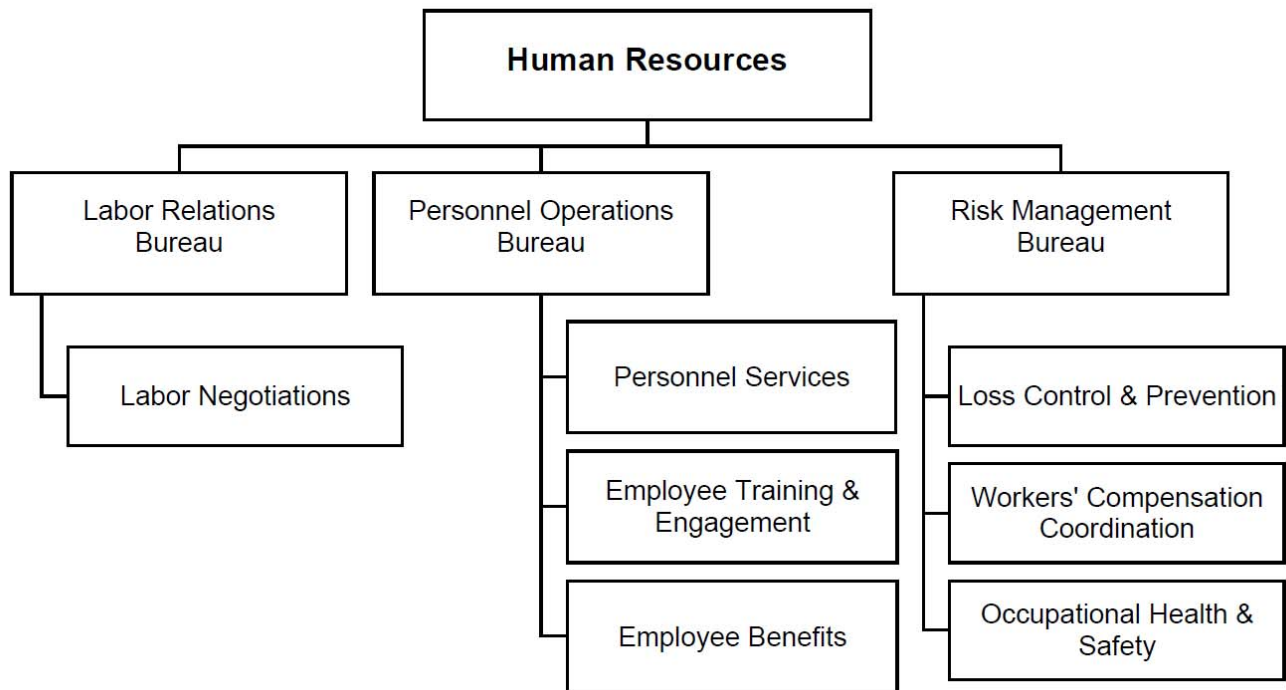 Human Resources
Labor Relations
Bureau
Labor Negotiations
Personnel Operations
Bureau
Personnel Services
Employee Training &
Engagement
Employee Benefits
Risk Management
Bureau
Loss Control & Prevention
Workers' Compensation
Coordination
Occupational Health &
Safety